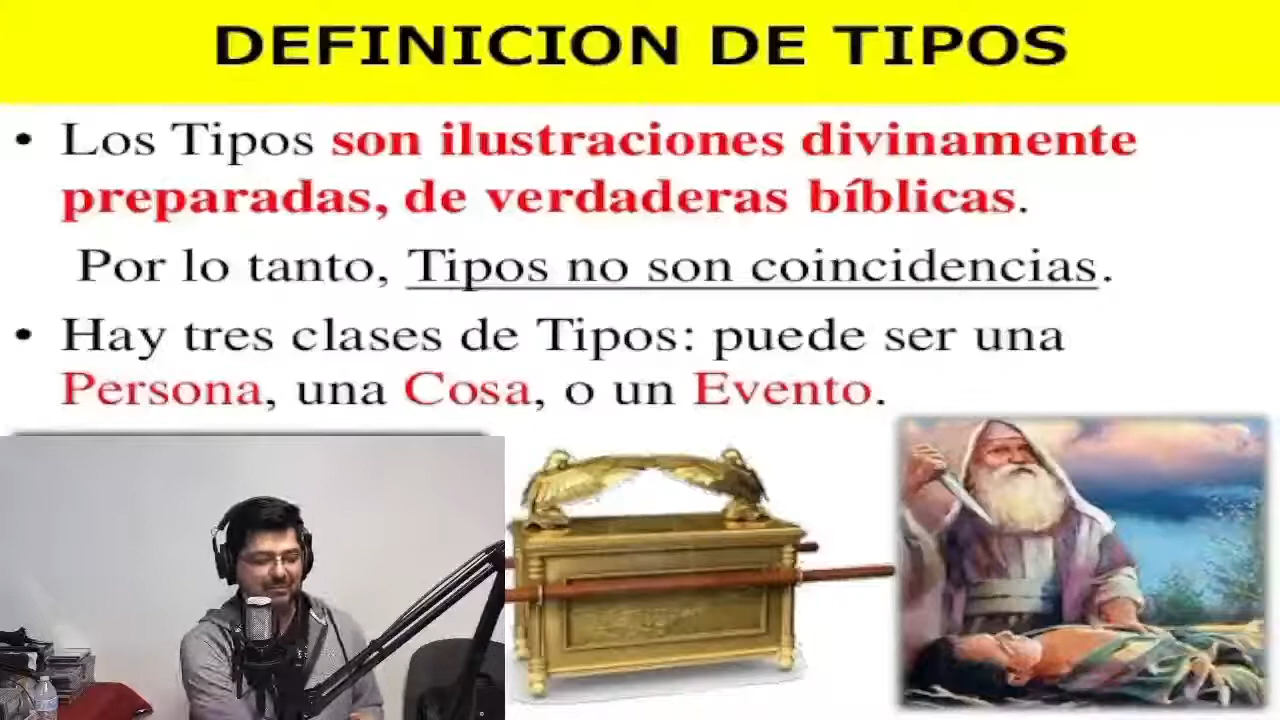 DEFINICION DE TIPOS
• Los Tipos son ilustraciones divinamente
preparadas, de verdaderas bíblicas.
Por lo tanto, Tipos no son coincidencias.
• Hay tres clases de Tipos: puede ser una
Persona, una Cosa, o un Evento.